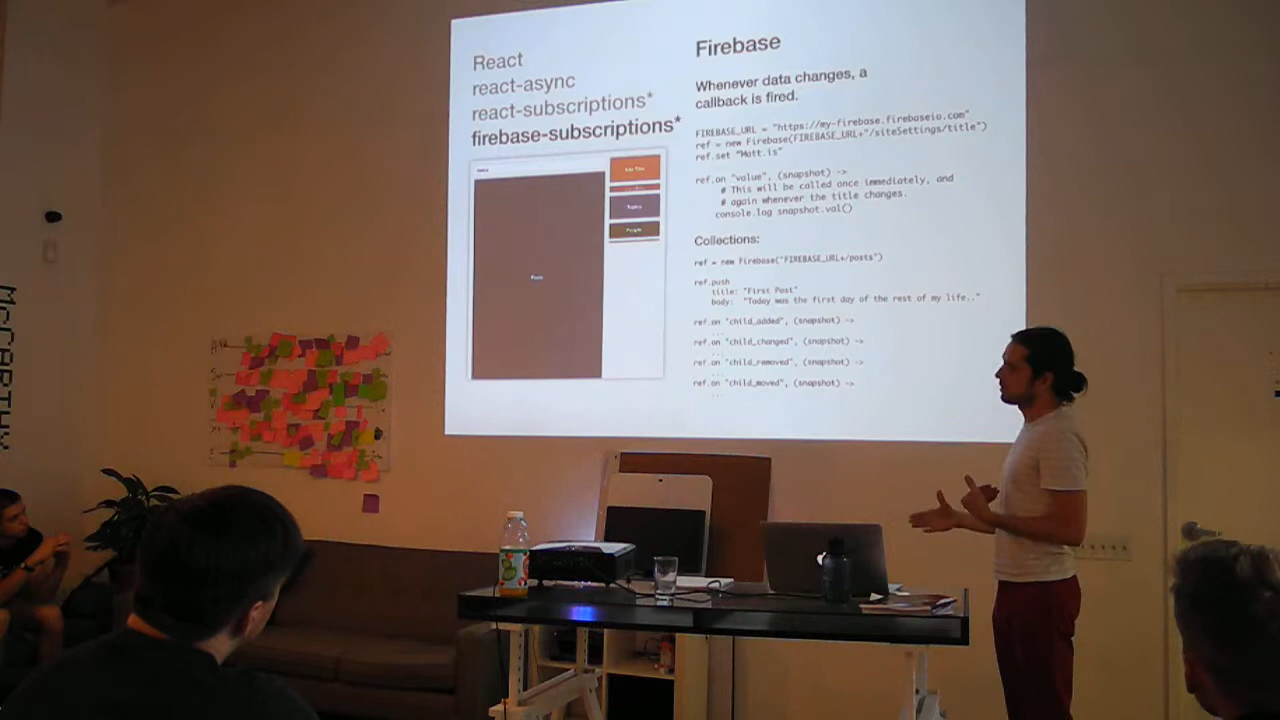 React
react-async
react-subscriptions*
firebase-subscriptions*
Firebase
Whenever data changes, a
callback is fired.
FIREBASE_URL = "https://my-firebase.firebaseio.com"
ref = new Firebase(FIREBASE_URL+"/siteSettings/title")
ref.set "Matt.is"
ref.on "value", (snapshot) ->
# This will be called once immediately, and
# again whenever the title changes.
console.log snapshot.val()
Collections:
ref = new Firebase("FIREBASE_URL+/posts")
ref.push
title: "First Post"
body: "Today was the first day of the rest of my life.."
ref.on "child_added", (snapshot) ->
...
ref.on "child_changed", (snapshot) ->
...
ref.on "child_removed", (snapshot) ->
...
ref.on "child_moved", (snapshot) ->
...
Site Title
Topics
People
Posts
McCARTHY